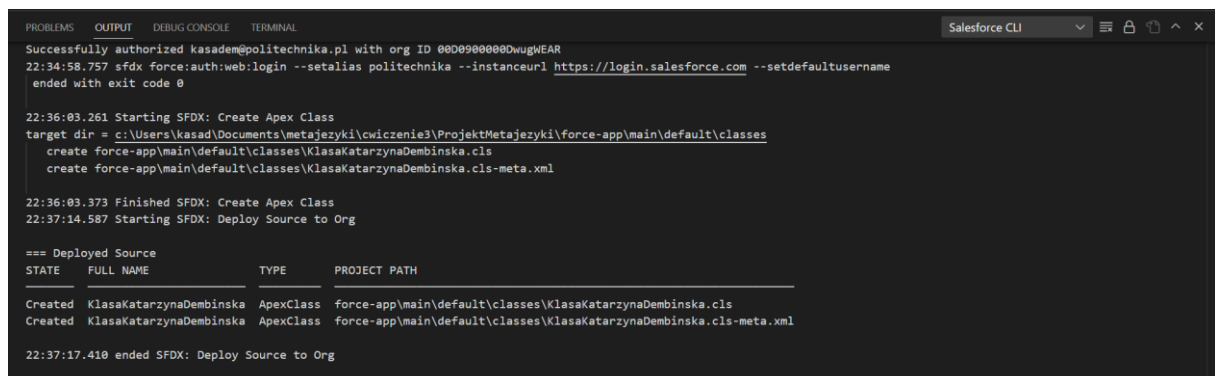 PROBLEMS OUTPUT DEBUG CONSOLE TERMINAL Salesforce CLI
Successfully authorized kasadem@politechnika.pl with org ID 00D0900000DwugWEAR
22:34:58.757 sfdx force:auth:web:login --setalias politechnika --instanceurl https://login.salesforce.com --setdefaultusername
ended with exit code 0
22:36:03.261 Starting SFDX: Create Apex Class
target dir = c:\Users\kasad\Documents\metajezyki\cwiczenie3\ProjektMetajezyki\force-app\main\default\classes
create force-app\main\default\classes\KlasaKatarzynaDembinska.cls
create force-app\main\default\classes\KlasaKatarzynaDembinska.cls-meta.xml
22:36:03.373 Finished SFDX: Create Apex Class
22:37:14.587 Starting SFDX: Deploy Source to Org
=== Deployed Source
STATE FULL NAME TYPE PROJECT PATH
Created KlasaKatarzynaDembinska ApexClass force-app\main\default\classes\KlasaKatarzynaDembinska.cls
Created KlasaKatarzynaDembinska ApexClass force-app\main\default\classes\KlasaKatarzynaDembinska.cls-meta.xml
22:37:17.410 ended SFDX: Deploy Source to Org